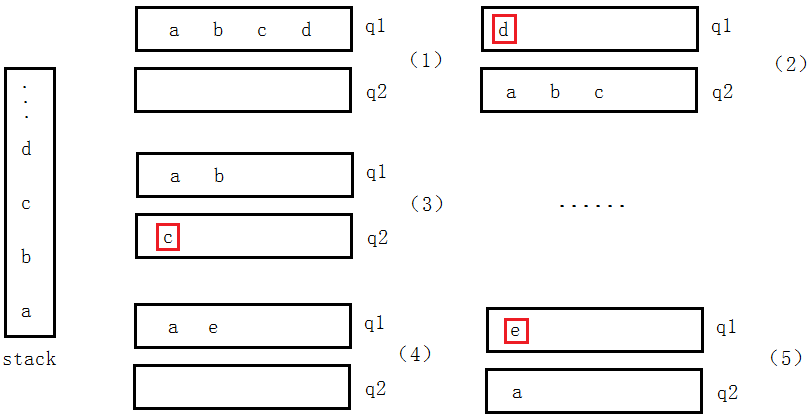 a b c d q1
(1)
q2
d q1
(2)
a b c q2
.
.
.
d
c
b
a
stack
a b q1
(3)
c q2
......
a e q1
(4)
q2
e q1
(5)
a q2